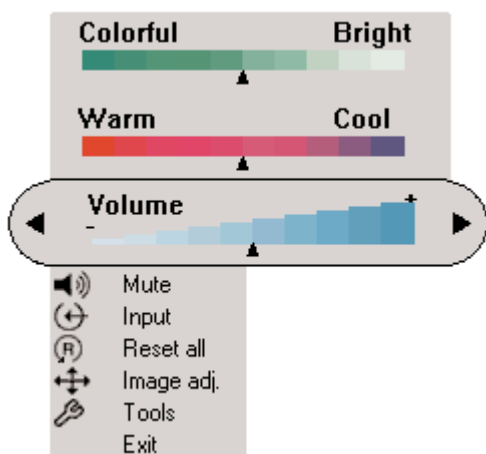 Colorful Bright
Warm Cool
Volume
- +
Mute
Input
R Reset all
Image adj.
Tools
Exit